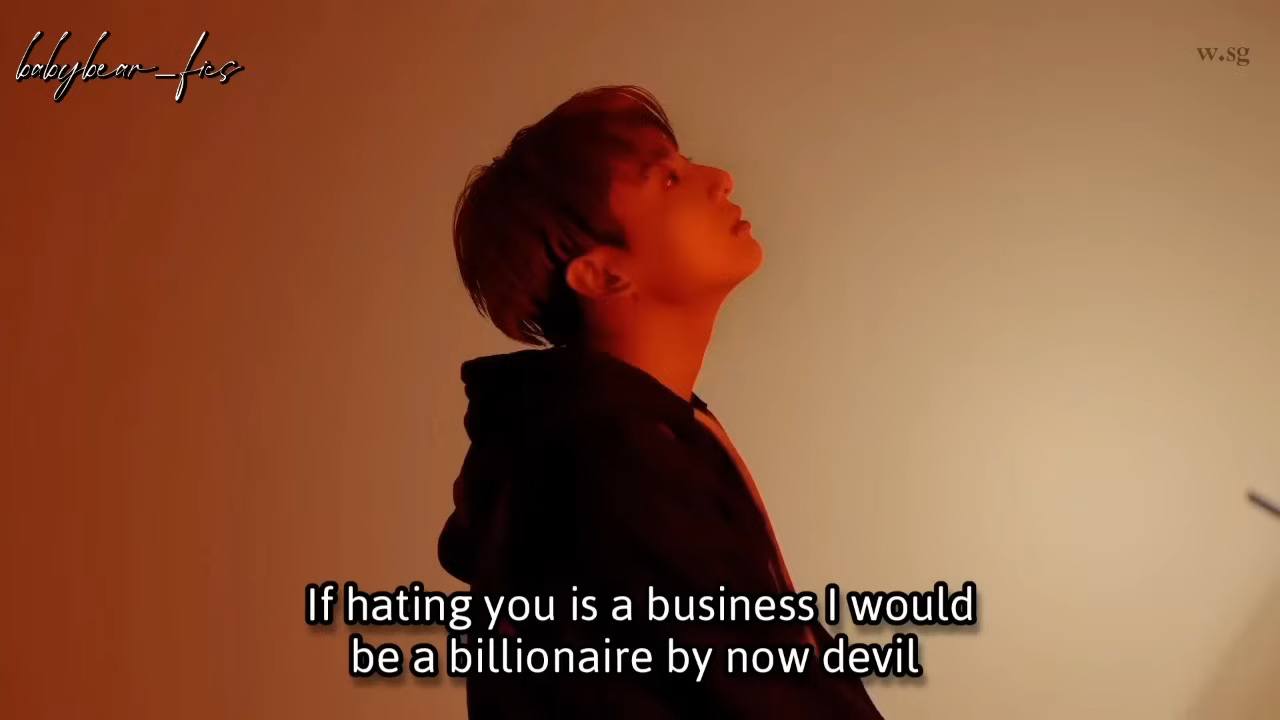 babybear_fics
w.sg
If hating you is a business I would
be a billionaire by now devil